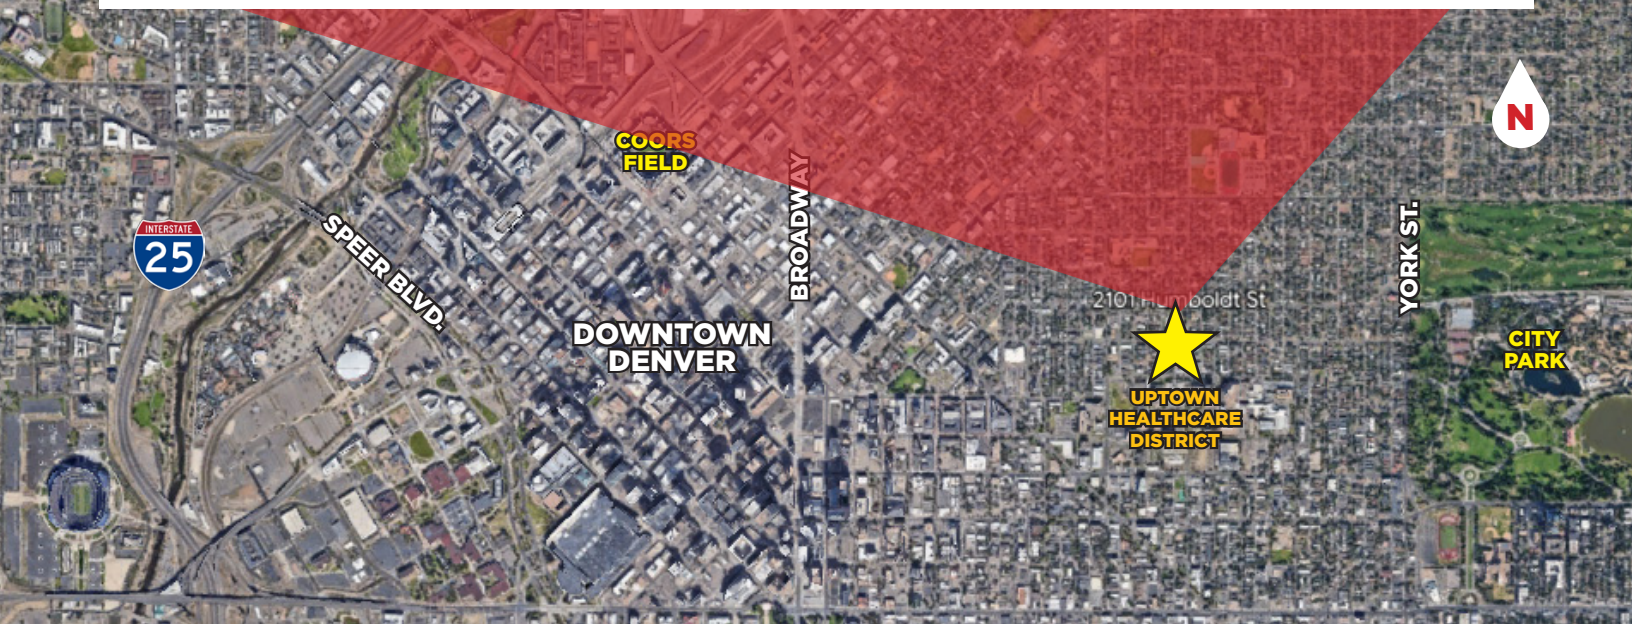 COORS
FIELD
N
BROADWAY
YORK ST.
INTERSTATE
25
SPEER BLVD.
2101 Humboldt St
DOWNTOWN
DENVER
CITY
PARK
UPTOWN
HEALTHCARE
DISTRICT